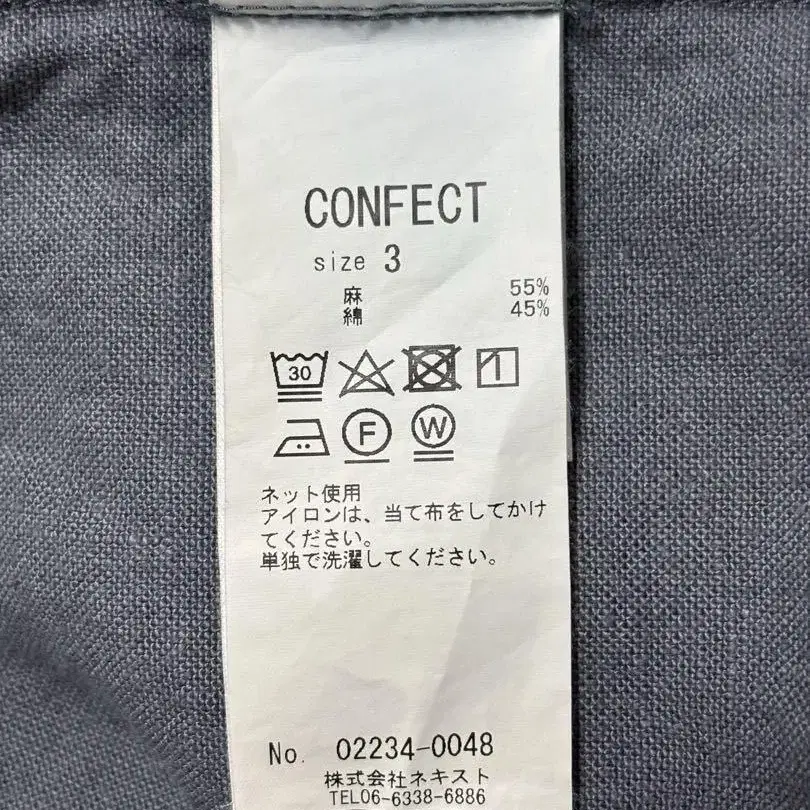 CONFECT
size 3
麻 55%
綿 45%
30
F W
ネット使用
アイロンは、当て布をしてかけ
てください。
単独で洗濯してください。
No. 02234-0048
株式会社ネキスト
TEL06-6338-6886